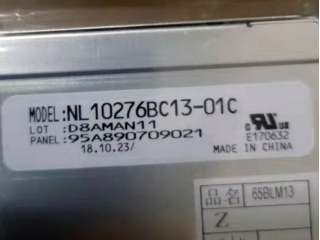 MODEL:NL10276BC13-01C
LOT :D8AMAN11
PANEL:95A890709021
18.10.23/
E170632
MADE IN CHINA
品名 65BLM13
Z